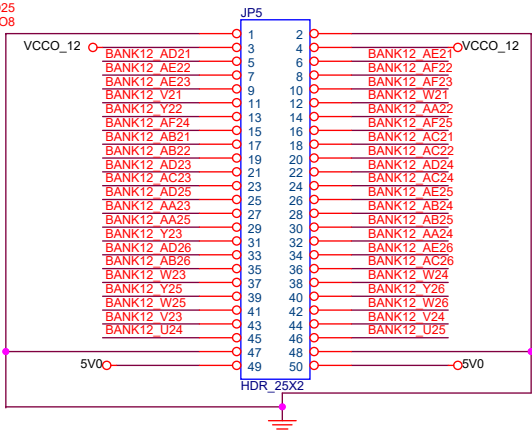 25
O8
JP5
1 2
VCCO_12 3 4 VCCO_12
BANK12_AD21 5 6 BANK12_AE21
BANK12_AE22 7 8 BANK12_AF22
BANK12_AE23 9 10 BANK12_AF23
BANK12_V21 11 12 BANK12_W21
BANK12_Y22 13 14 BANK12_AA22
BANK12_AF24 15 16 BANK12_AF25
BANK12_AB21 17 18 BANK12_AC21
BANK12_AB22 19 20 BANK12_AC22
BANK12_AD23 21 22 BANK12_AD24
BANK12_AC23 23 24 BANK12_AC24
BANK12_AD25 25 26 BANK12_AE25
BANK12_AA23 27 28 BANK12_AB24
BANK12_AA25 29 30 BANK12_AB25
BANK12_Y23 31 32 BANK12_AA24
BANK12_AD26 33 34 BANK12_AE26
BANK12_AB26 35 36 BANK12_AC26
BANK12_W23 37 38 BANK12_W24
BANK12_Y25 39 40 BANK12_Y26
BANK12_W25 41 42 BANK12_W26
BANK12_V23 43 44 BANK12_V24
BANK12_U24 45 46 BANK12_U25
47 48
5V0 49 50 5V0
HDR_25X2